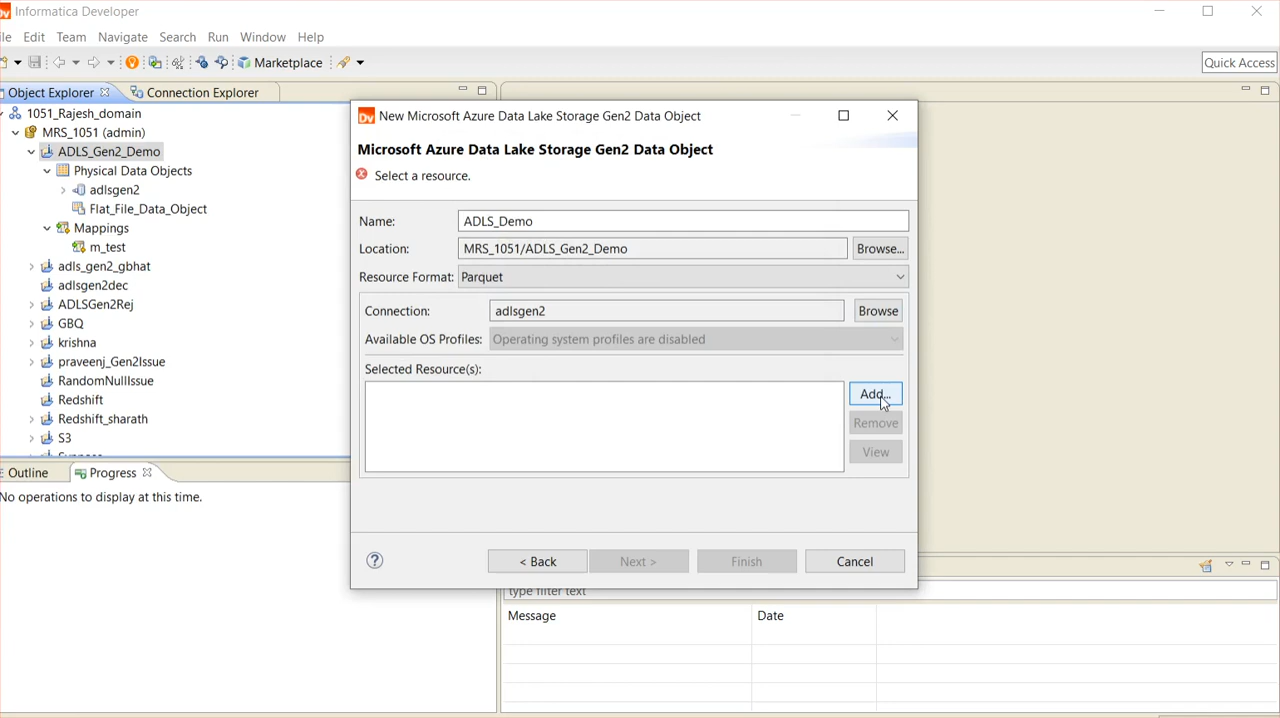 Dv Informatica Developer
ile Edit Team Navigate Search Run Window Help
Marketplace
Quick Access
Object Explorer
Connection Explorer
1051_Rajesh_domain
MRS_1051 (admin)
ADLS_Gen2_Demo
Physical Data Objects
adlsgen2
Flat_File_Data_Object
Mappings
m_test
adls_gen2_gbhat
adlsgen2dec
ADLSGen2Rej
GBQ
krishna
praveenj_Gen2Issue
RandomNullIssue
Redshift
Redshift_sharath
S3
Outline
Progress
No operations to display at this time.
Dv New Microsoft Azure Data Lake Storage Gen2 Data Object
Microsoft Azure Data Lake Storage Gen2 Data Object
Select a resource.
Name: ADLS_Demo
Location: MRS_1051/ADLS_Gen2_Demo Browse...
Resource Format: Parquet
Connection: adlsgen2 Browse
Available OS Profiles: Operating system profiles are disabled
Selected Resource(s):
Add...
Remove
View
< Back Next > Finish Cancel
type filter text
Message Date